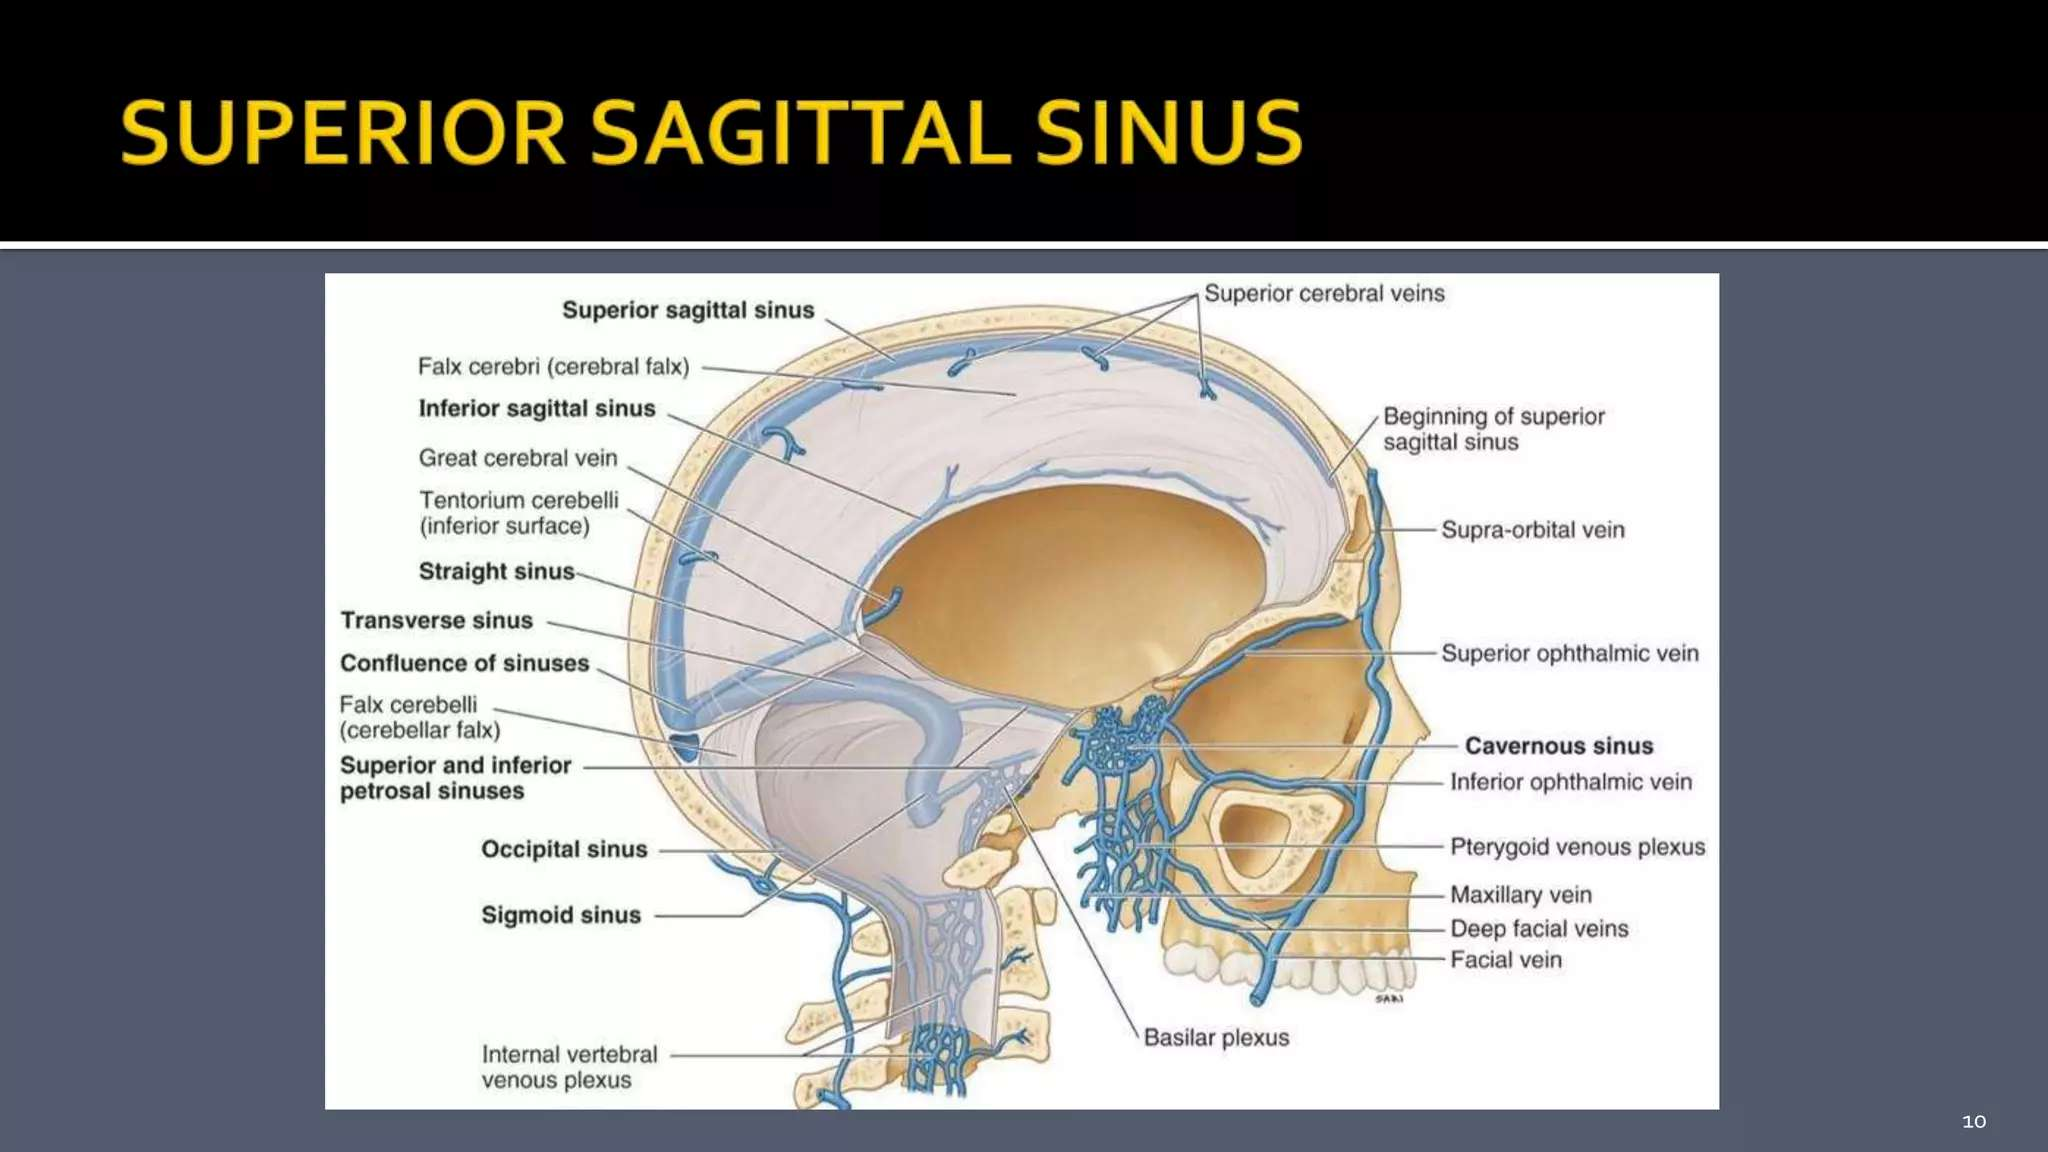 SUPERIOR SAGITTAL SINUS
Superior sagittal sinus
Falx cerebri (cerebral falx)
Inferior sagittal sinus
Great cerebral vein
Tentorium cerebelli
(inferior surface)
Straight sinus
Transverse sinus
Confluence of sinuses
Falx cerebelli
(cerebellar falx)
Superior and inferior
petrosal sinuses
Occipital sinus
Sigmoid sinus
Internal vertebral
venous plexus
Superior cerebral veins
Beginning of superior
sagittal sinus
Supra-orbital vein
Superior ophthalmic vein
Cavernous sinus
Inferior ophthalmic vein
Pterygoid venous plexus
Maxillary vein
Deep facial veins
Facial vein
Basilar plexus
10